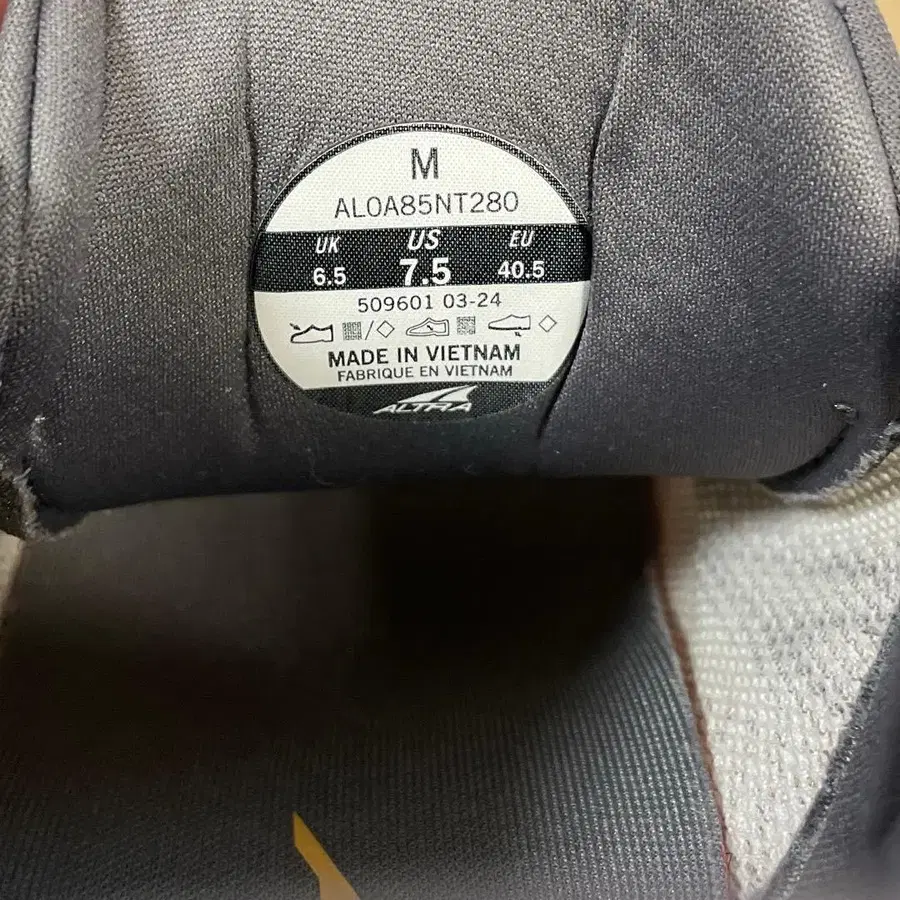 M
AL0A85NT280
UK US EU
6.5 7.5 40.5
509601 03-24
MADE IN VIETNAM
FABRIQUE EN VIETNAM
ALTRA